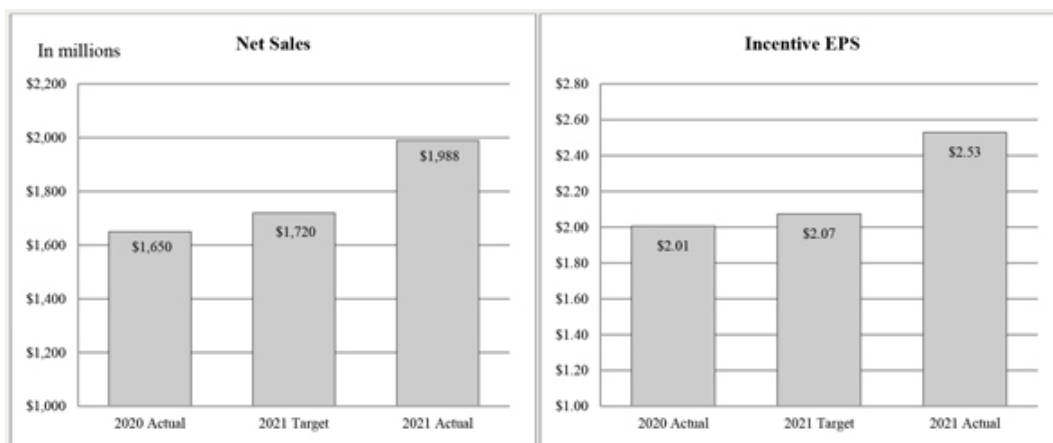 Net Sales
In millions
$2,200
$2,000
$1,800
$1,600
$1,400
$1,200
$1,000
$1,650
$1,720
$1,988
2020 Actual
2021 Target
2021 Actual
Incentive EPS
$2.80
$2.60
$2.40
$2.20
$2.00
$1.80
$1.60
$1.40
$1.20
$1.00
$2.01
$2.07
$2.53
2020 Actual
2021 Target
2021 Actual